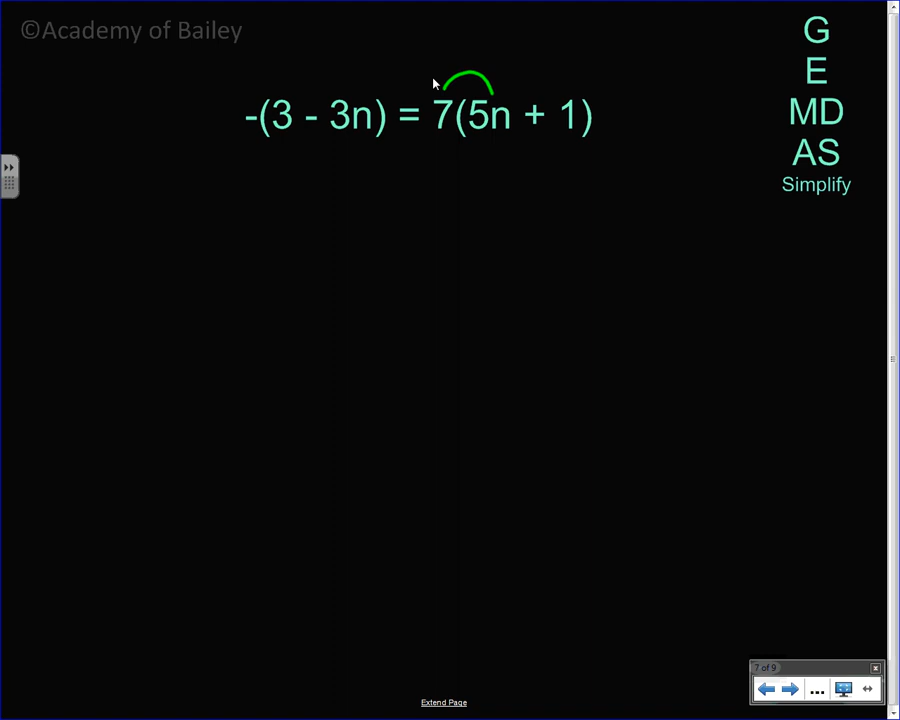 ©Academy of Bailey
-(3 - 3n) = 7(5n + 1)
G
E
MD
AS
Simplify
Extend Page
7 of 9
...